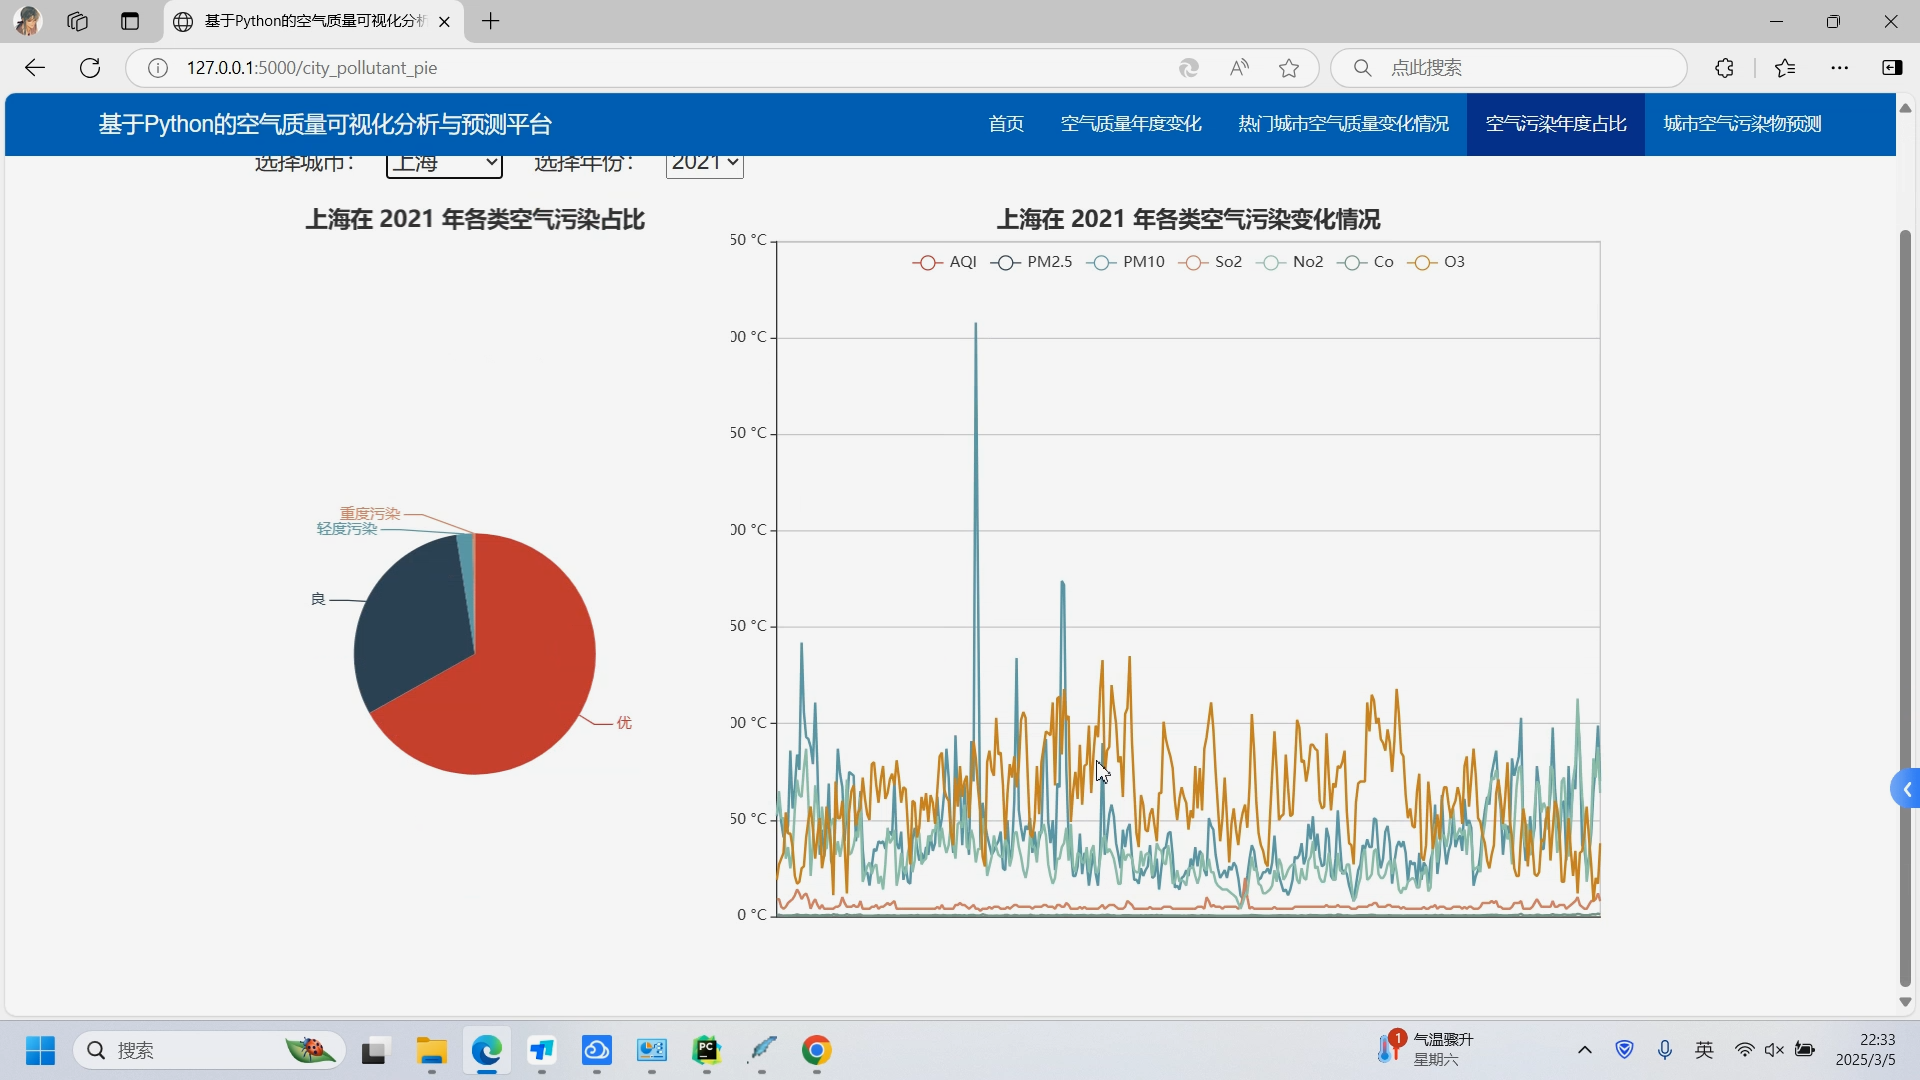 基于Python的空气质量可视化分析
127.0.0.1:5000/city_pollutant_pie
点此搜索
基于Python的空气质量可视化分析与预测平台
首页
空气质量年度变化
热门城市空气质量变化情况
空气污染年度占比
城市空气污染物预测
选择城市： 上海 选择年份： 2021
上海在 2021 年各类空气污染占比
上海在 2021 年各类空气污染变化情况
AQI PM2.5 PM10 So2 No2 Co O3
50 °C
00 °C
50 °C
00 °C
50 °C
00 °C
50 °C
0 °C
重度污染
轻度污染
良
优
搜索
PC
1
气温骤升
星期六
英
22:33
2025/3/5